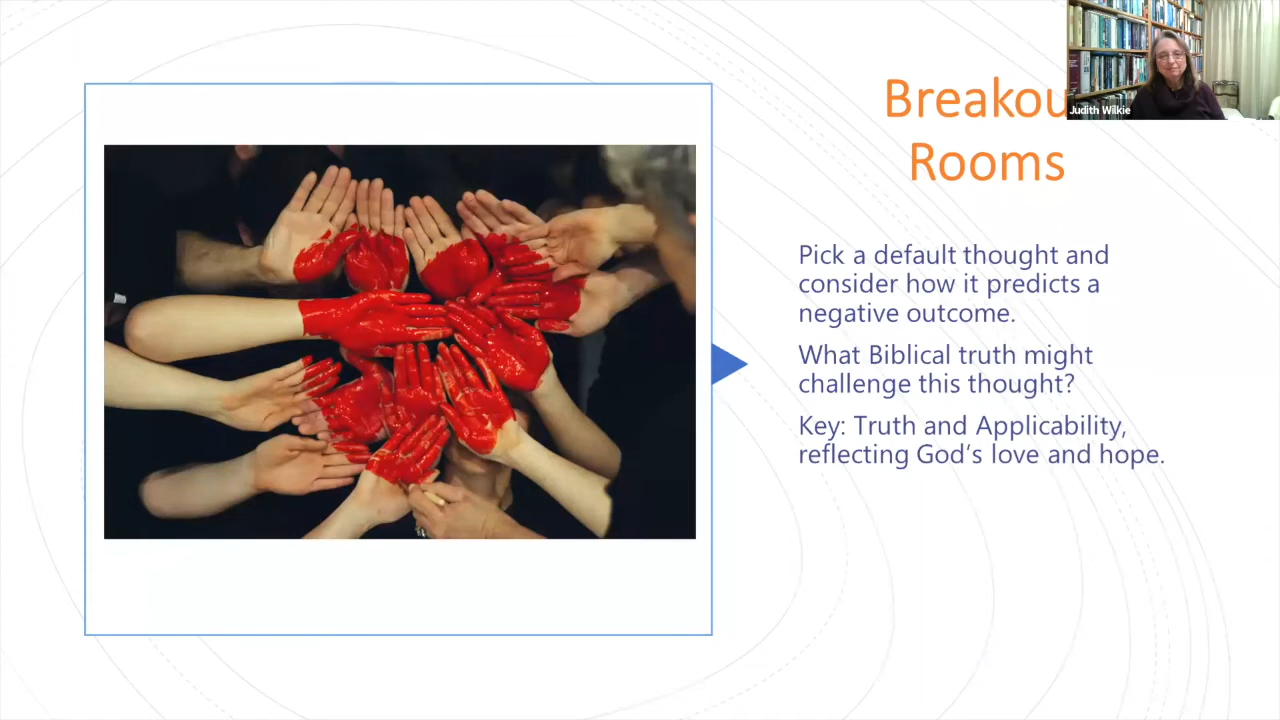 Breakou
Rooms
Judith Wilkie
Pick a default thought and
consider how it predicts a
negative outcome.
What Biblical truth might
challenge this thought?
Key: Truth and Applicability,
reflecting God's love and hope.